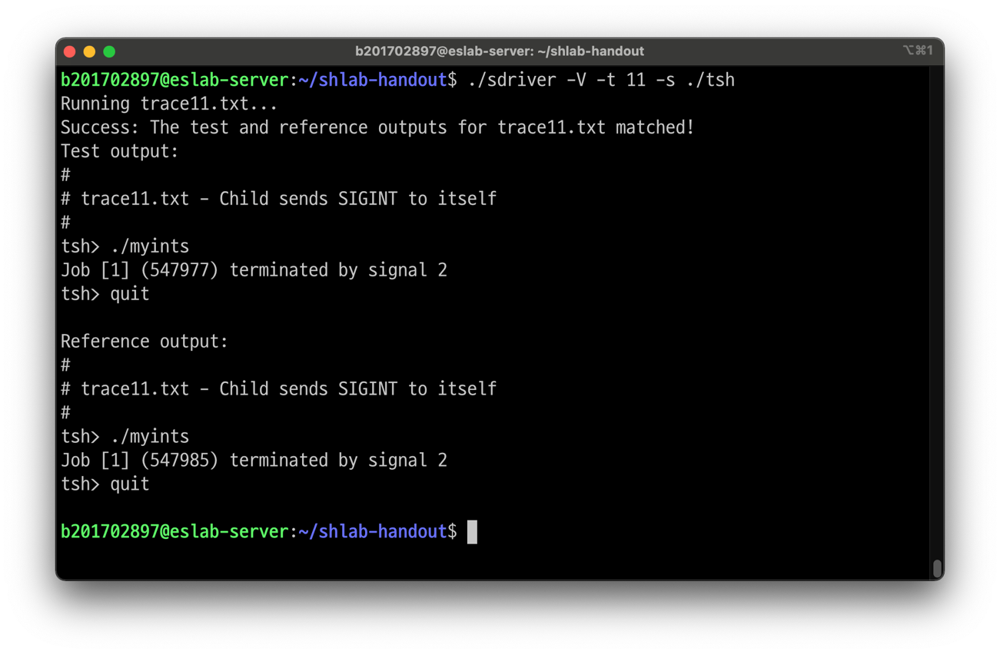 b201702897@eslab-server: ~/shlab-handout
⌥⌘1
b201702897@eslab-server:~/shlab-handout$ ./sdriver -V -t 11 -s ./tsh
Running trace11.txt...
Success: The test and reference outputs for trace11.txt matched!
Test output:
#
# trace11.txt - Child sends SIGINT to itself
#
tsh> ./myints
Job [1] (547977) terminated by signal 2
tsh> quit

Reference output:
#
# trace11.txt - Child sends SIGINT to itself
#
tsh> ./myints
Job [1] (547985) terminated by signal 2
tsh> quit

b201702897@eslab-server:~/shlab-handout$